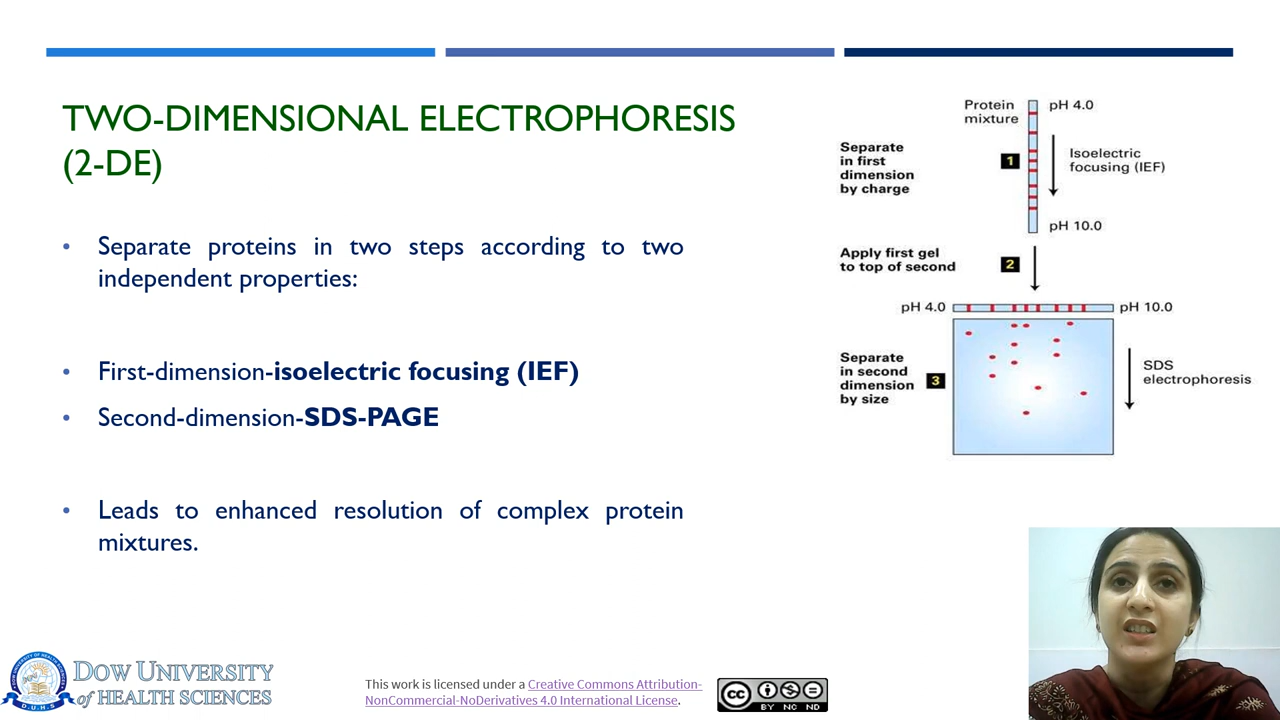 TWO-DIMENSIONAL ELECTROPHORESIS
(2-DE)
• Separate proteins in two steps according to two
independent properties:
• First-dimension-isoelectric focusing (IEF)
• Second-dimension-SDS-PAGE
• Leads to enhanced resolution of complex protein
mixtures.
Protein
mixture
pH 4.0
Separate
in first
dimension
by charge
1
Isoelectric
focusing (IEF)
pH 10.0
Apply first gel
to top of second
2
pH 4.0
pH 10.0
Separate
in second
dimension
by size
3
SDS
electrophoresis
DOW UNIVERSITY
of HEALTH SCIENCES
D.U.H.S
This work is licensed under a Creative Commons Attribution-
NonCommercial-NoDerivatives 4.0 International License.
cc
BY NC ND